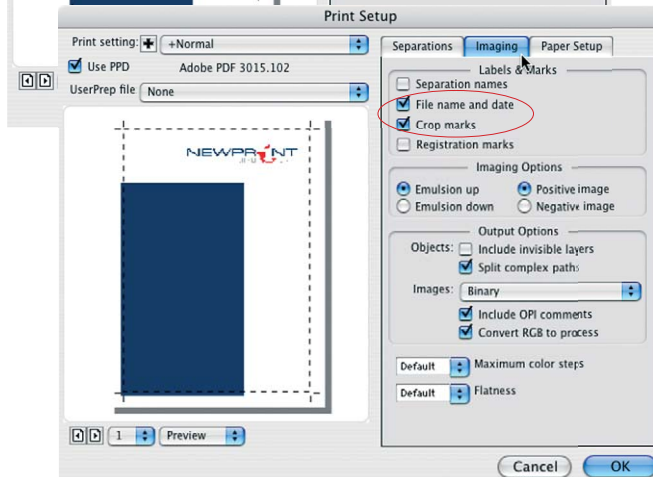 Print Setup
Print setting: +Normal
Use PPD Adobe PDF 3015.102
UserPrep file None
NEWPRINT
1 Preview
Separations Imaging Paper Setup
Labels & Marks
Separation names
File name and date
Crop marks
Registration marks
Imaging Options
Emulsion up Positive image
Emulsion down Negative image
Output Options
Objects: Include invisible layers
Split complex paths
Images: Binary
Include OPI comments
Convert RGB to process
Default Maximum color steps
Default Flatness
Cancel OK